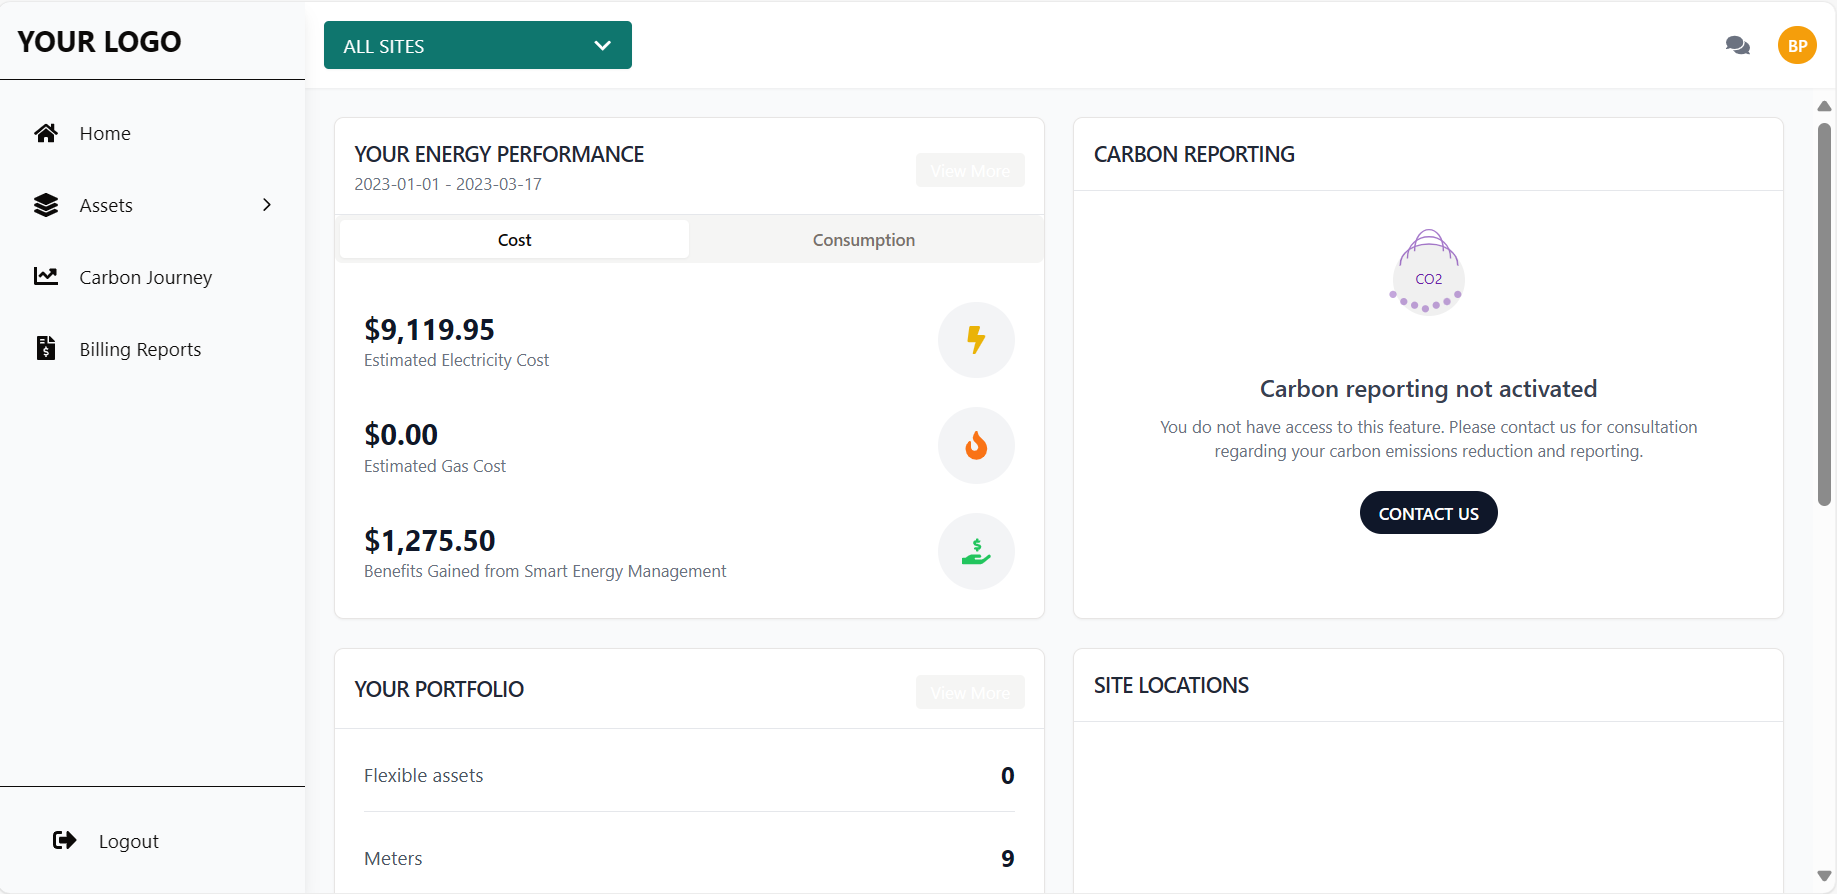 YOUR LOGO
Home
Assets
Carbon Journey
Billing Reports
Logout
ALL SITES
BP
YOUR ENERGY PERFORMANCE
2023-01-01 - 2023-03-17
View More
Cost
Consumption
$9,119.95
Estimated Electricity Cost
$0.00
Estimated Gas Cost
$
$1,275.50
Benefits Gained from Smart Energy Management
CARBON REPORTING
CO2
Carbon reporting not activated
You do not have access to this feature. Please contact us for consultation
regarding your carbon emissions reduction and reporting.
CONTACT US
YOUR PORTFOLIO
View More
Flexible assets 0
Meters 9
SITE LOCATIONS